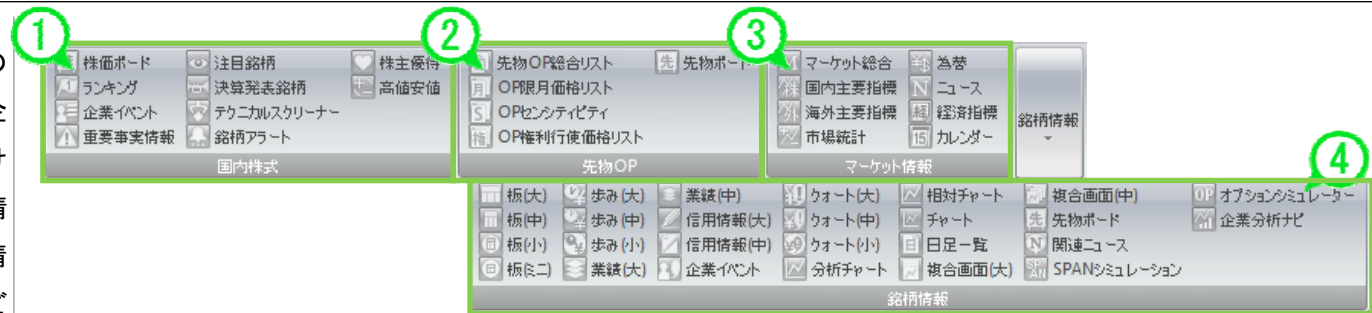 1
株価ボード
ランキング
企業イベント
重要事実情報
注目銘柄
決算発表銘柄
テクニカルスクリーナー
銘柄アラート
株主優待
高値安値
国内株式
2
先物OP総合リスト
OP限月価格リスト
OPセンシティビティ
OP権利行使価格リスト
先物ボード
先物OP
3
マーケット総合
国内主要指標
海外主要指標
市場統計
為替
ニュース
経済指標
カレンダー
マーケット情報
銘柄情報
4
板(大)
板(中)
板(小)
板(ミニ)
歩み(大)
歩み(中)
歩み(小)
業績(大)
業績(中)
信用情報(大)
信用情報(中)
企業イベント
クォート(大)
クォート(中)
クォート(小)
分析チャート
相対チャート
チャート
日足一覧
複合画面(大)
複合画面(中)
先物ボード
関連ニュース
SPANシミュレーション
オプションシミュレーター
企業分析ナビ
銘柄情報